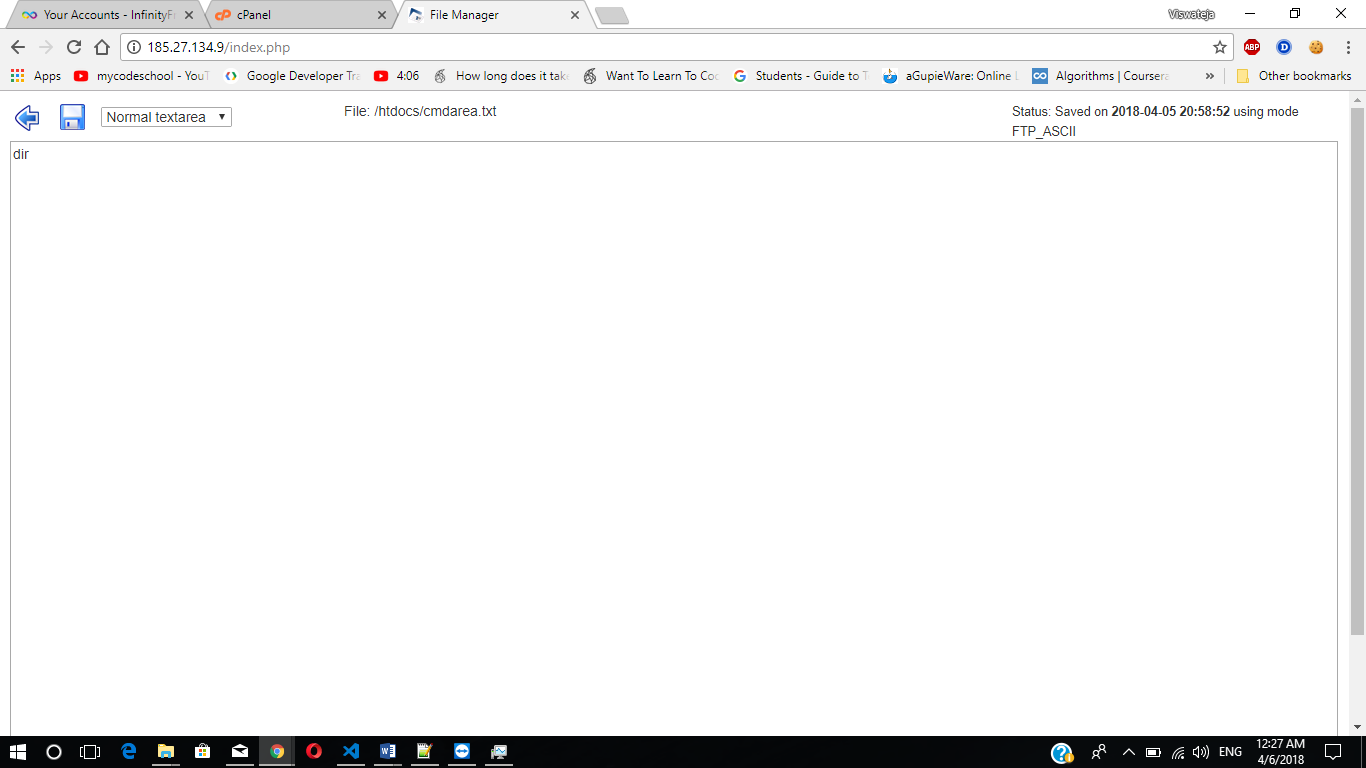 Your Accounts - InfinityF
cPanel
File Manager
Viswateja
185.27.134.9/index.php
ABP
D
Apps
mycodeschool - YouT
Google Developer Tra
4:06
How long does it take
Want To Learn To Co
Students - Guide to T
aGupieWare: Online L
Algorithms | Coursera
»
Other bookmarks
Normal textarea
File: /htdocs/cmdarea.txt
Status: Saved on 2018-04-05 20:58:52 using mode
FTP_ASCII
dir
ENG
12:27 AM
4/6/2018